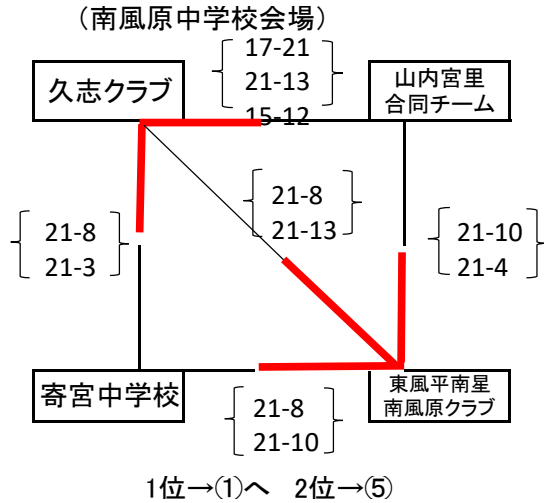 (南風原中学校会場)
久志クラブ
17-21
21-13
15-12
山内宮里
合同チーム
21-8
21-3
21-8
21-13
21-10
21-4
寄宮中学校
21-8
21-10
東風平南星
南風原クラブ
1位→①へ 2位→⑤